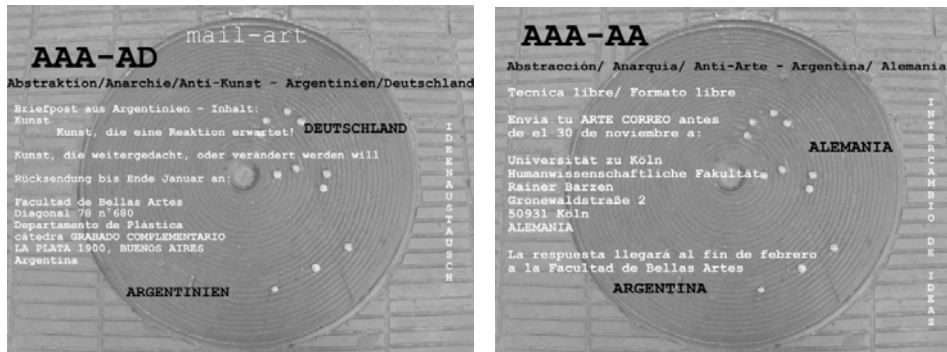 mail-art
AAA-AD
Abstraktion/Anarchie/Anti-Kunst - Argentinien/Deutschland
Briefpost aus Argentinien - Inhalt:
Kunst
Kunst, die eine Reaktion erwartet!
DEUTSCHLAND
Kunst, die weitergedacht, oder verändert werden will
Rücksendung bis Ende Januar an:
Facultad de Bellas Artes
Diagonal 78 n°680
Departamento de Plástica
cátedra GRABADO COMPLEMENTARIO
LA PLATA 1900, BUENOS AIRES
Argentina
ARGENTINIEN
IDEENAUSTAUSCH
AAA-AA
Abstracción/ Anarquia/ Anti-Arte - Argentina/ Alemania
Tecnica libre/ Formato libre
Envia tu ARTE CORREO antes
de el 30 de noviembre a:
ALEMANIA
Universität zu Köln
Humanwissenschaftliche Fakultät
Rainer Barzen
Gronewaldstraße 2
50931 Köln
ALEMANIA
La respuesta llegará al fin de febrero
a la Facultad de Bellas Artes
ARGENTINA
INTERCAMBIO DE IDEAS